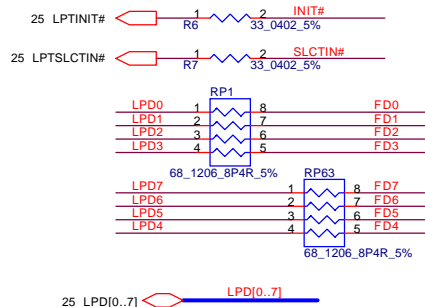 25 LPTINIT# 1 2 INIT#
R6 33_0402_5%
25 LPTSLCTIN# 1 2 SLCTIN#
R7 33_0402_5%
RP1
LPD0 1 8 FD0
LPD1 2 7 FD1
LPD2 3 6 FD2
LPD3 4 5 FD3
68_1206_8P4R_5%
RP63
LPD7 1 8 FD7
LPD6 2 7 FD6
LPD5 3 6 FD5
LPD4 4 5 FD4
68_1206_8P4R_5%
25 LPD[0..7] LPD[0..7]